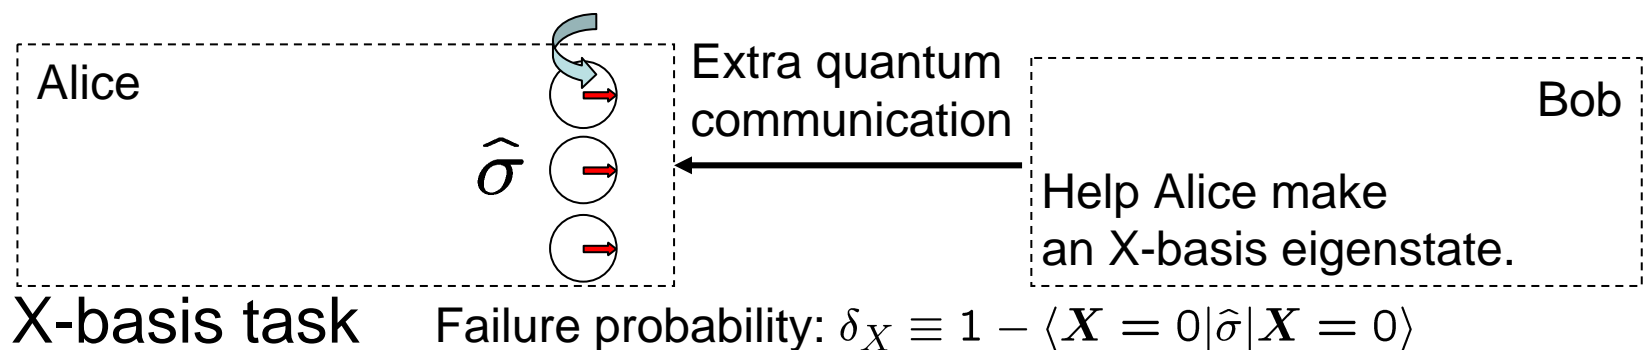 Alice
Extra quantum
communication
Bob
σ̂
Help Alice make
an X-basis eigenstate.
X-basis task
Failure probability: δ_X ≡ 1 − ⟨X = 0|σ̂|X = 0⟩